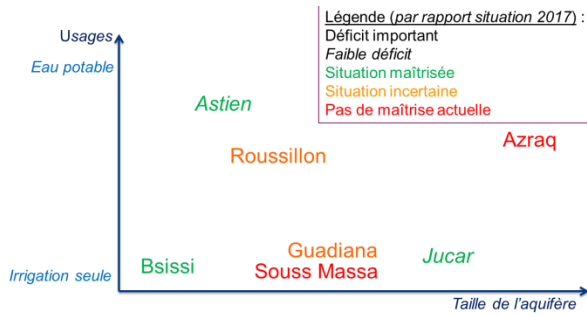 Légende (par rapport situation 2017) :
Déficit important
Faible déficit
Situation maîtrisée
Situation incertaine
Pas de maîtrise actuelle
Usages
Eau potable
Astien
Azraq
Roussillon
Guadiana
Jucar
Bsissi
Souss Massa
Irrigation seule
Taille de l'aquifère